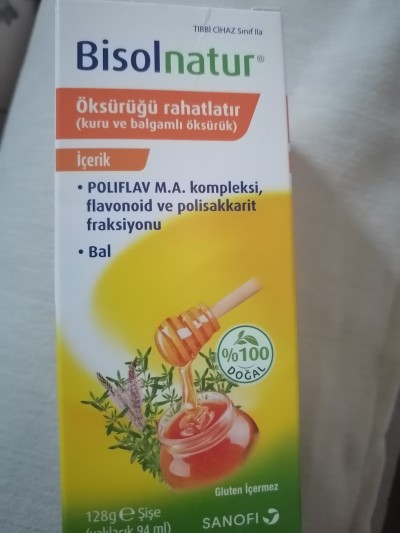 TIBBİ CİHAZ Sınıf IIa
Bisolnatur®
Öksürüğü rahatlatır
(kuru ve balgamlı öksürük)
İçerik
• POLIFLAV M.A. kompleksi,
flavonoid ve polisakkarit
fraksiyonu
• Bal
%100
DOĞAL
Gluten İçermez
128g e Şişe
(yaklaşık 94 ml)
SANOFI